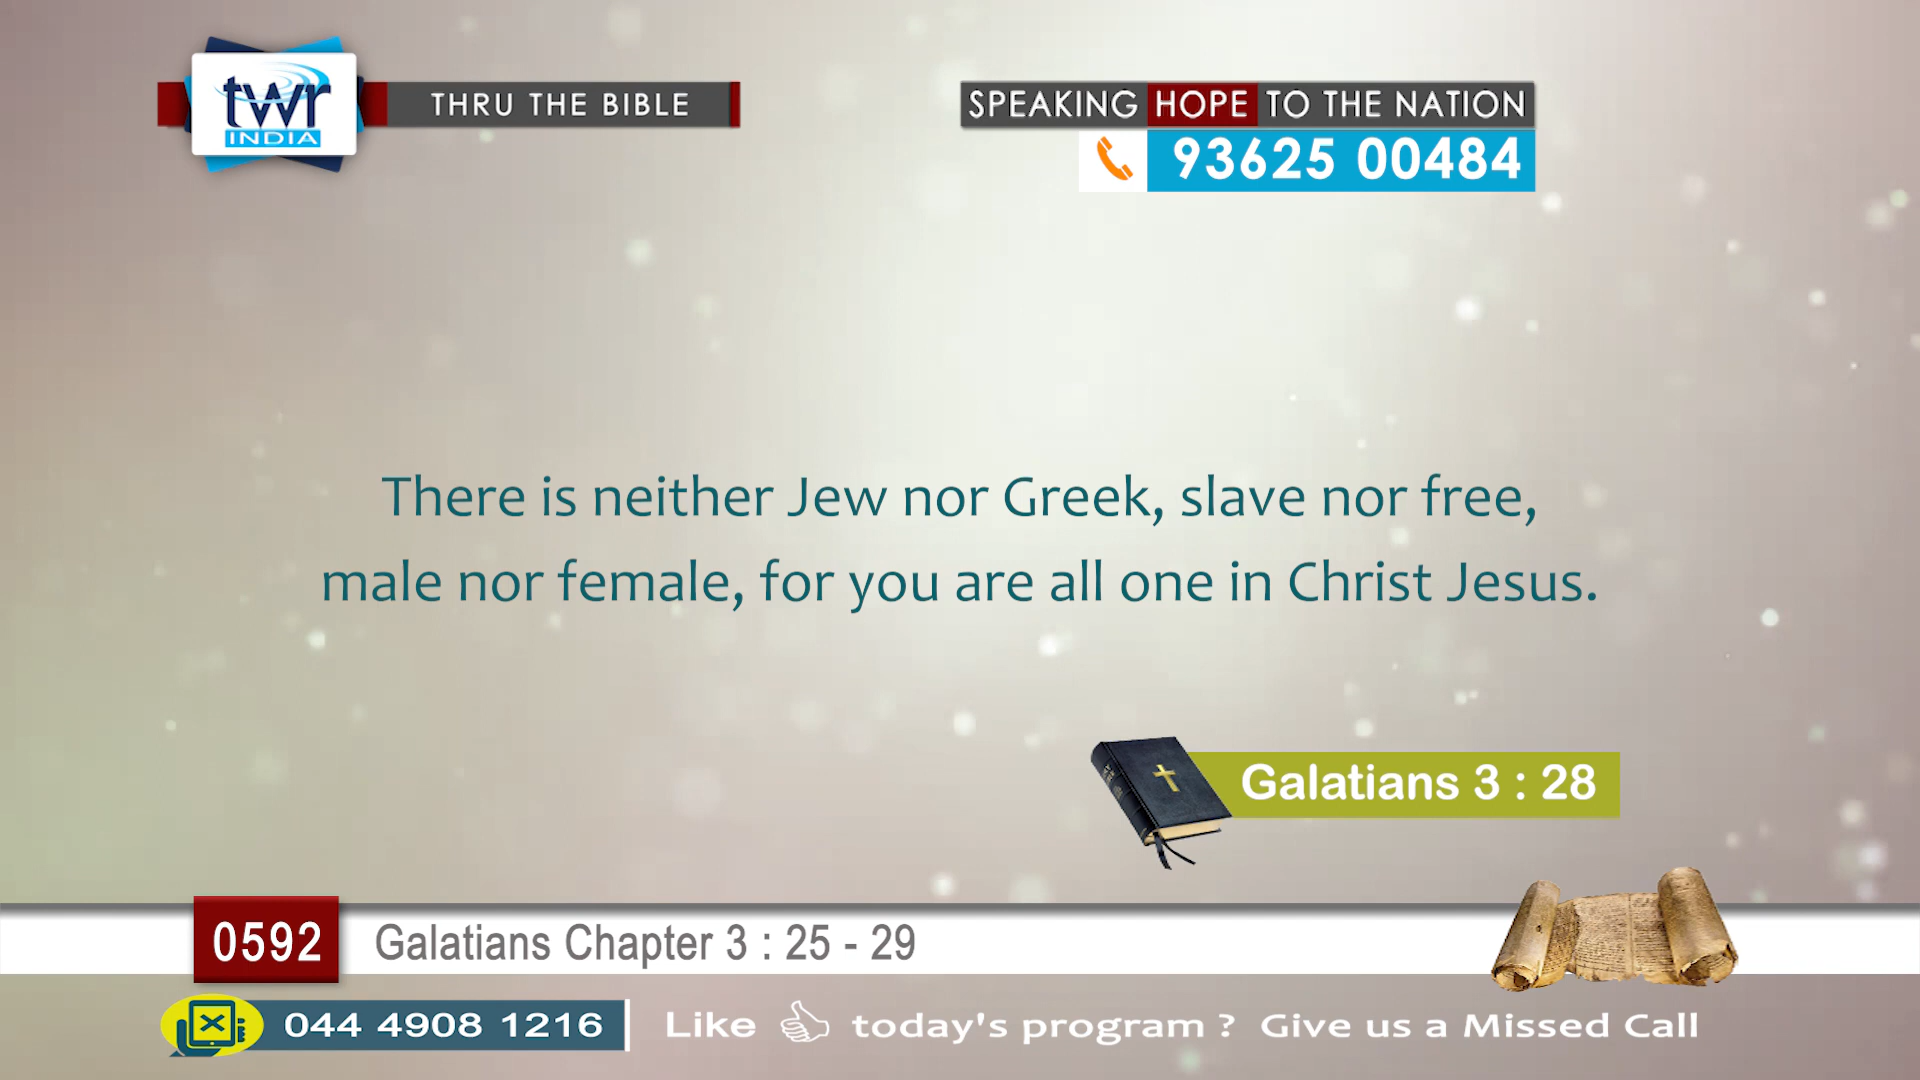 twr
INDIA
THRU THE BIBLE
SPEAKING HOPE TO THE NATION
93625 00484
There is neither Jew nor Greek, slave nor free,
male nor female, for you are all one in Christ Jesus.
Galatians 3 : 28
0592
Galatians Chapter 3 : 25 - 29
044 4908 1216
Like today's program ? Give us a Missed Call